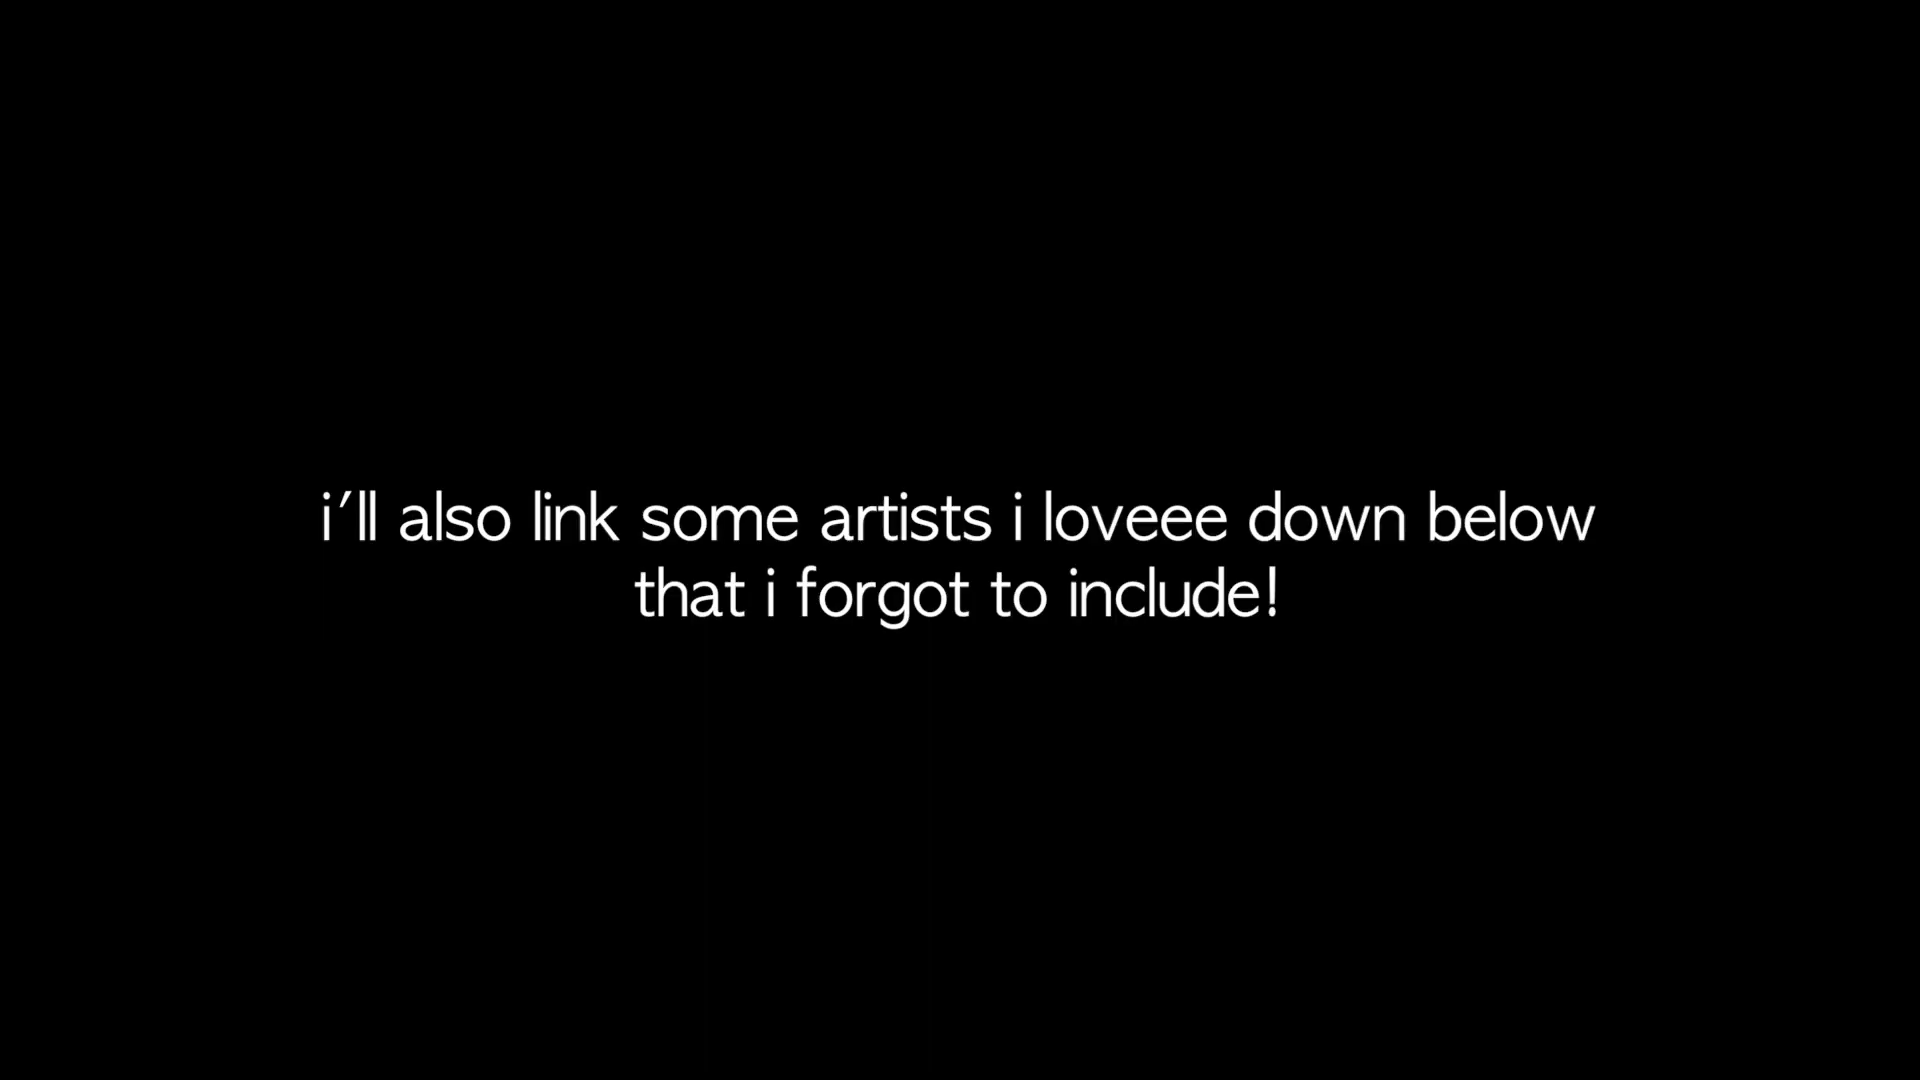 i'll also link some artists i loveee down below
that i forgot to include!